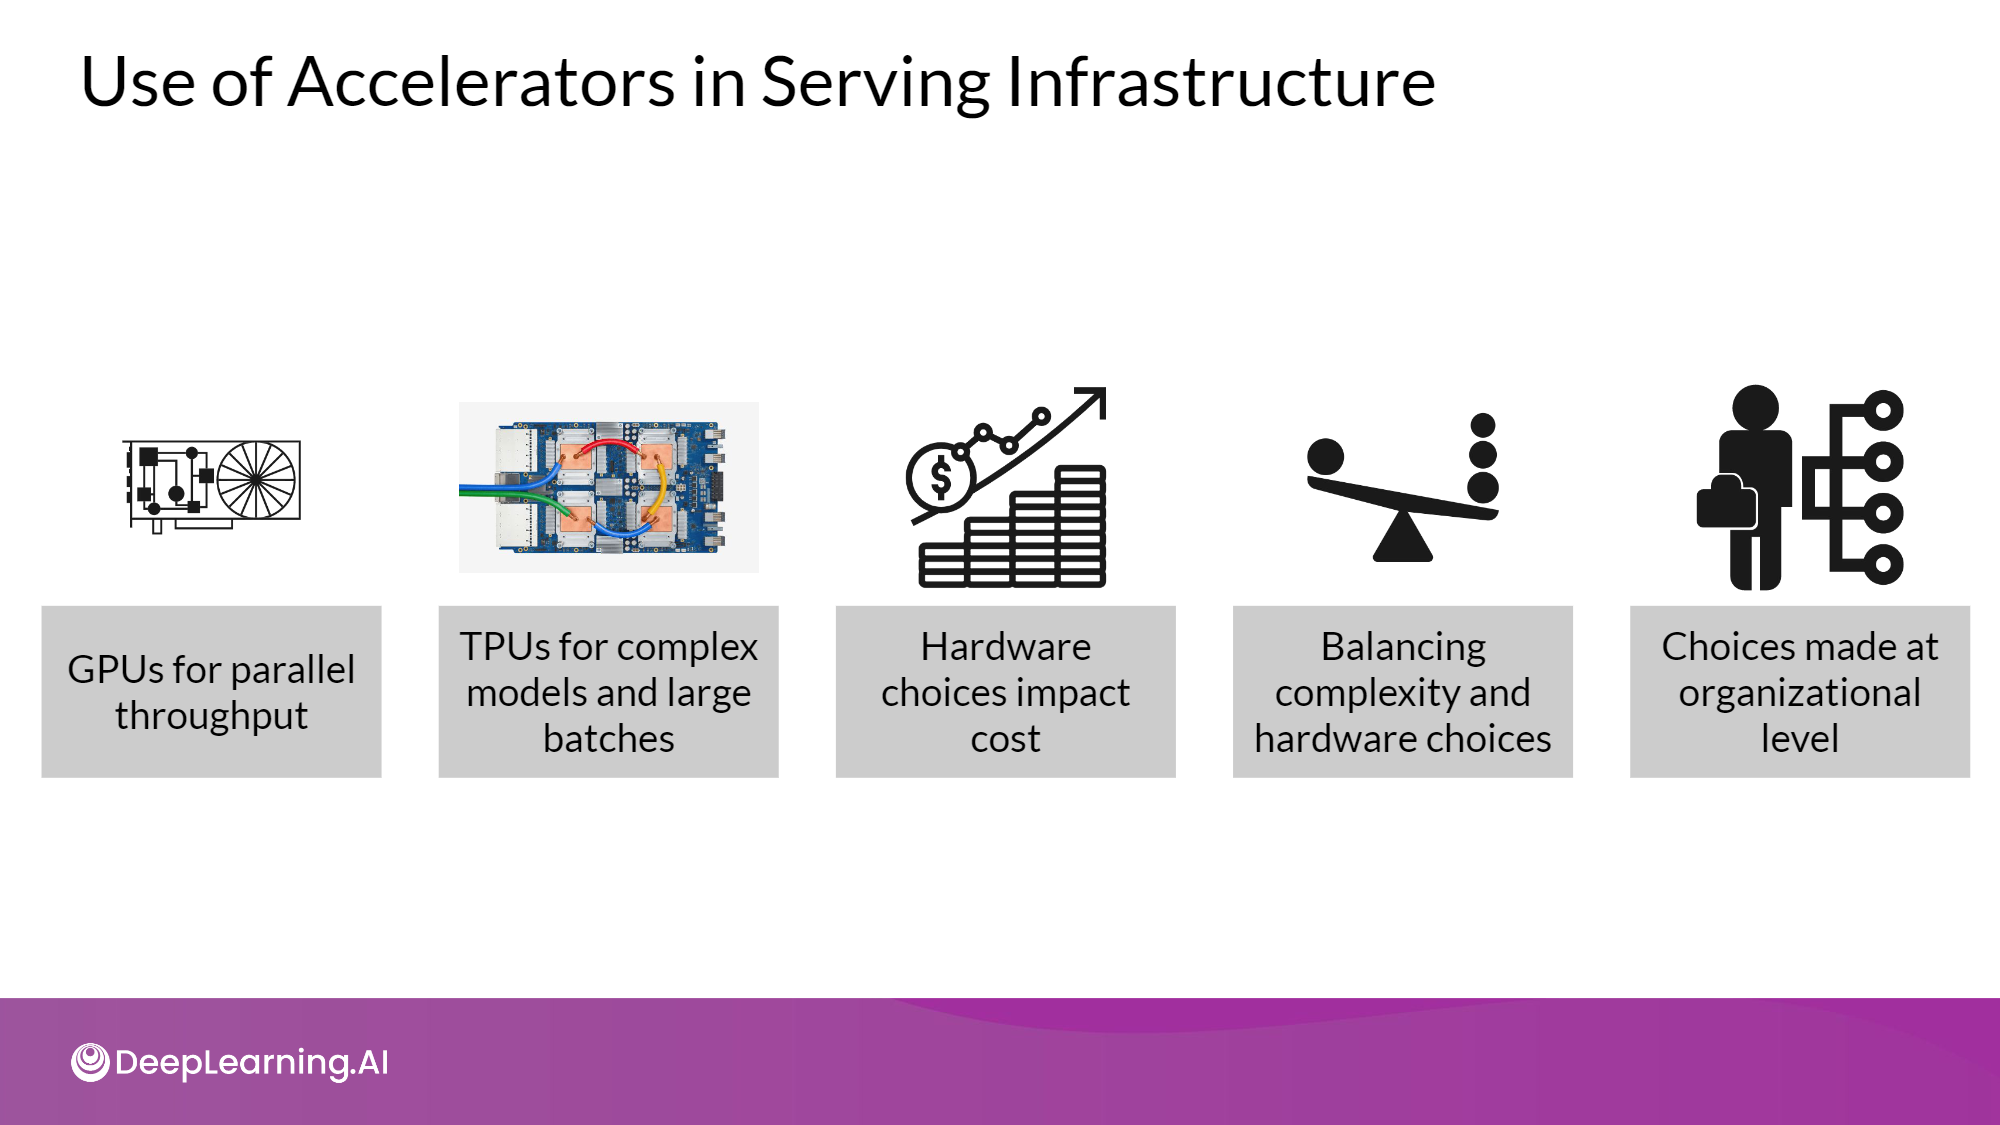 Use of Accelerators in Serving Infrastructure
$
GPUs for parallel
throughput
TPUs for complex
models and large
batches
Hardware
choices impact
cost
Balancing
complexity and
hardware choices
Choices made at
organizational
level
DeepLearning.AI